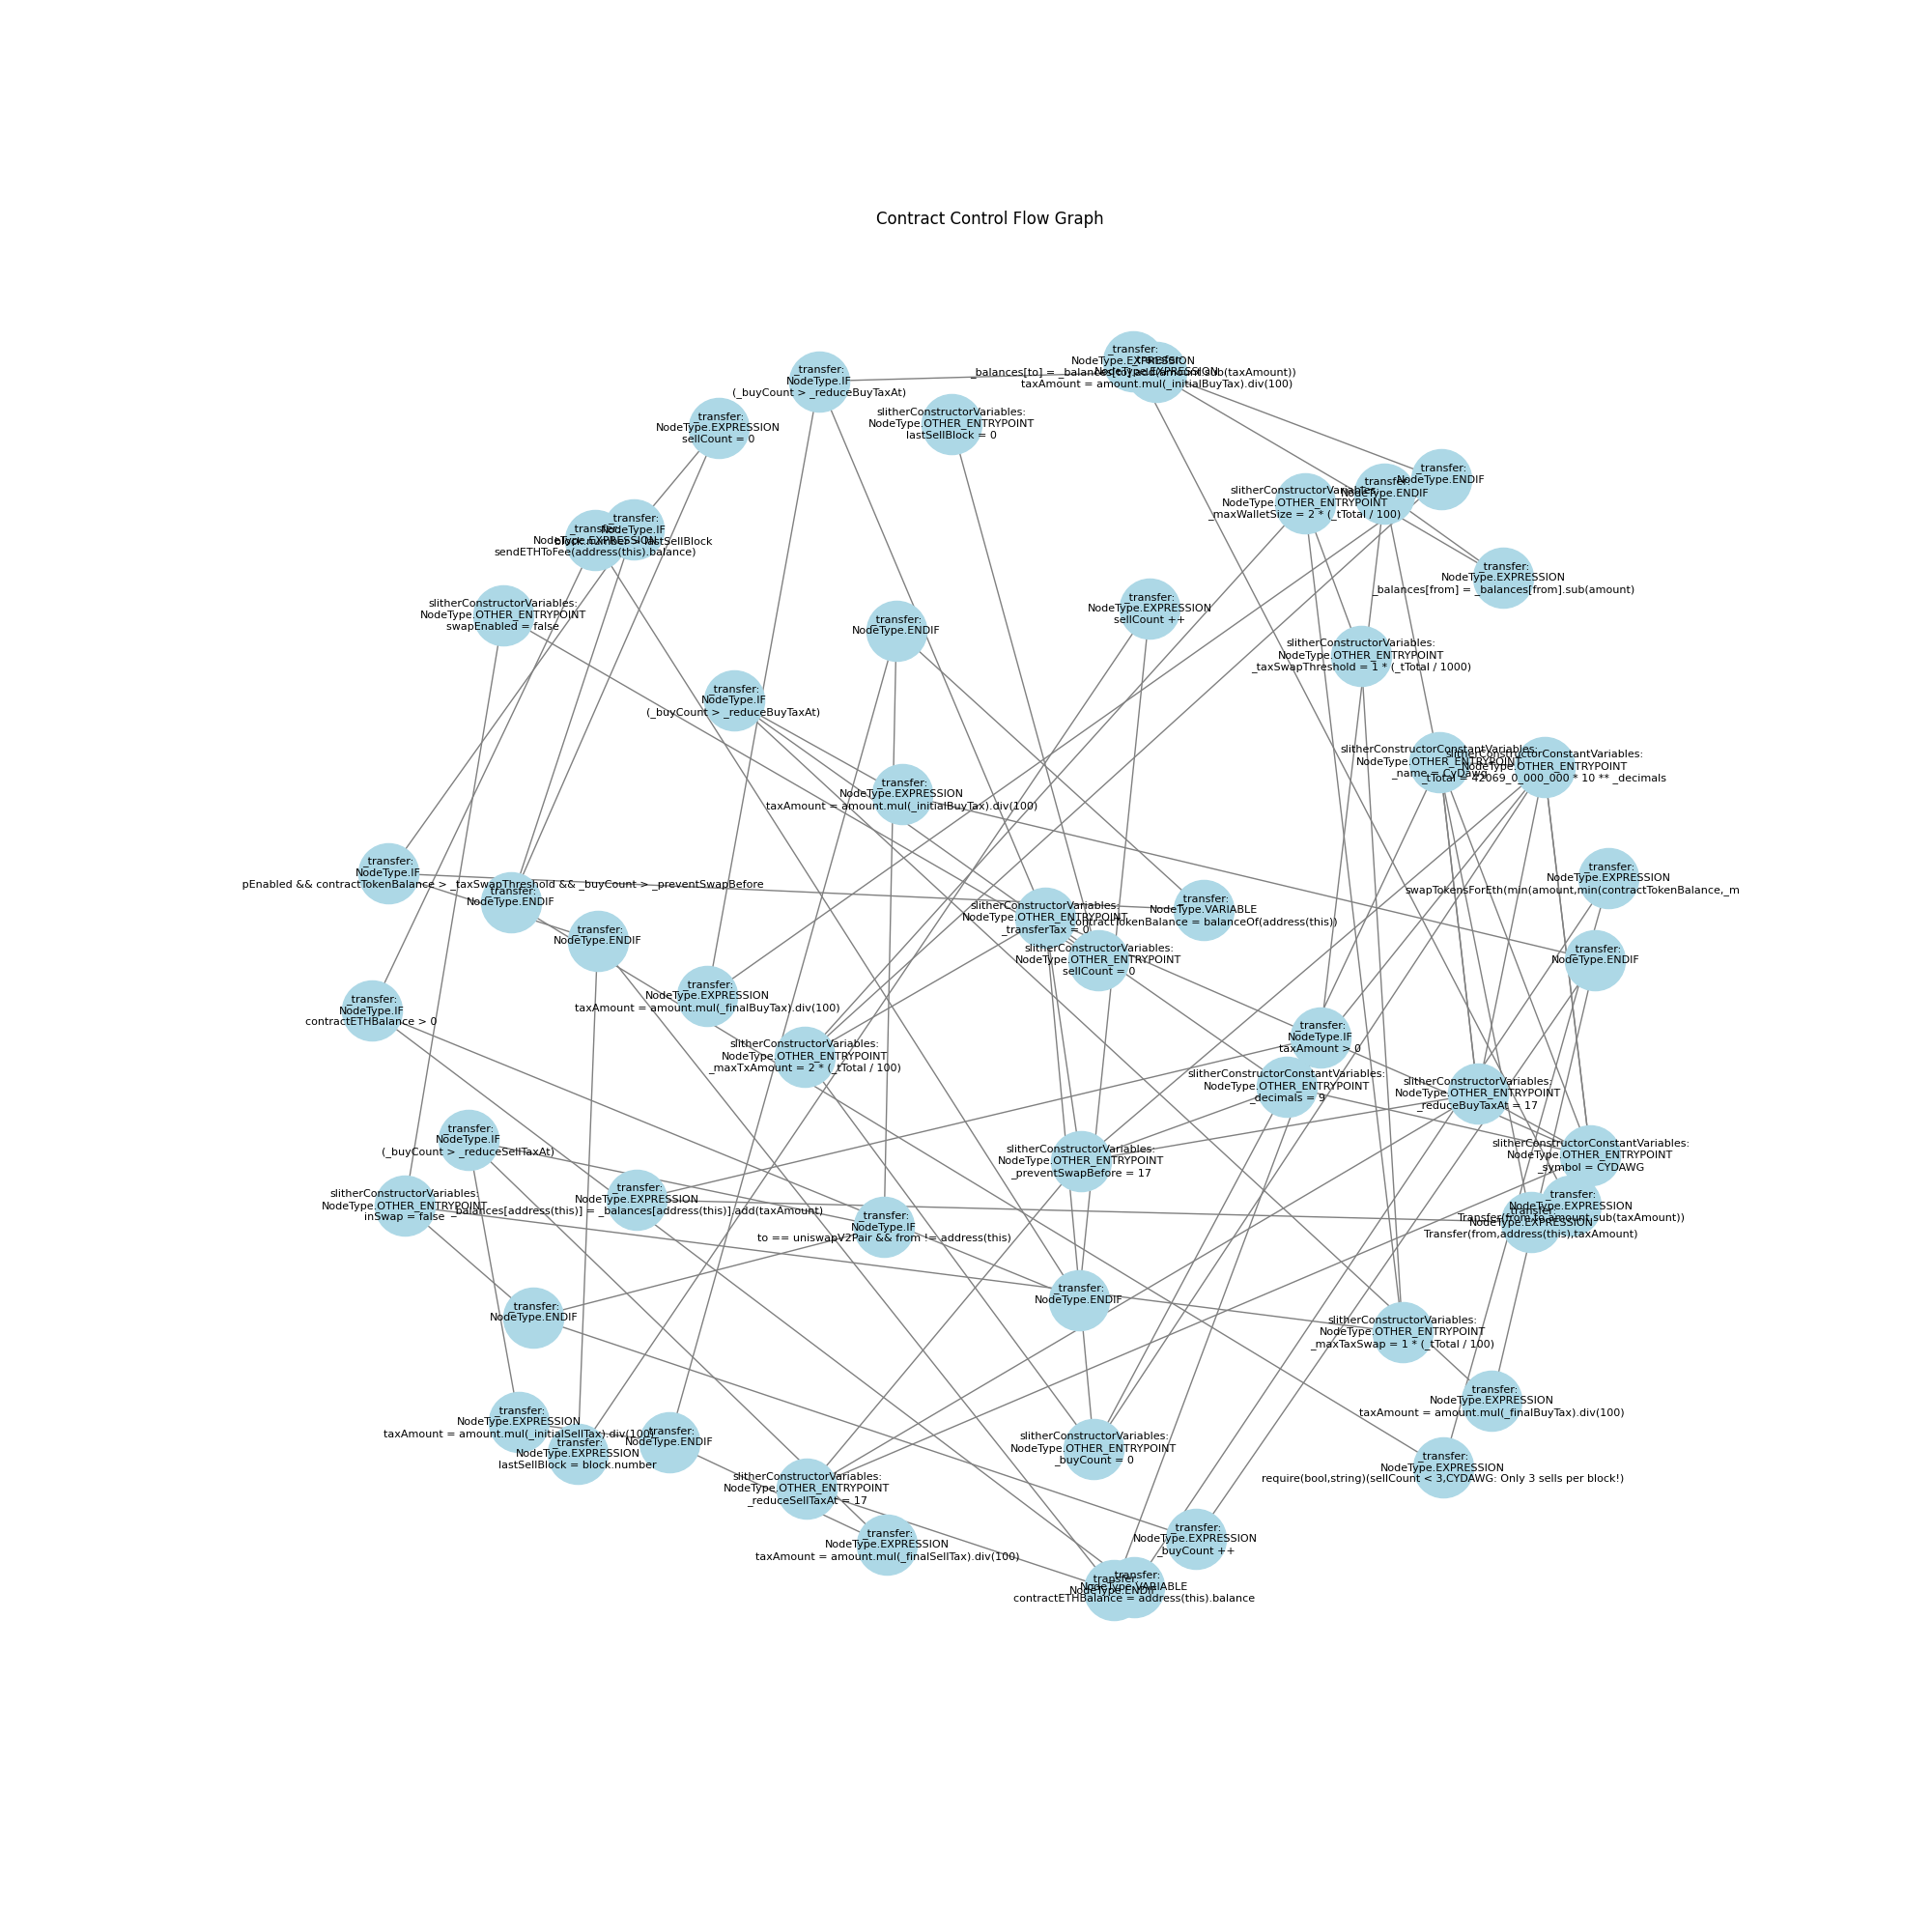 Contract Control Flow Graph
_transfer:
NodeType.EXPRESSION
_balances[to] = _balances[to].add(amount.sub(taxAmount))
_transfer:
NodeType.EXPRESSION
taxAmount = amount.mul(_initialBuyTax).div(100)
_transfer:
NodeType.IF
(_buyCount > _reduceBuyTaxAt)
slitherConstructorVariables:
NodeType.OTHER_ENTRYPOINT
lastSellBlock = 0
_transfer:
NodeType.EXPRESSION
sellCount = 0
_transfer:
NodeType.ENDIF
_transfer:
NodeType.ENDIF
slitherConstructorVariables:
NodeType.OTHER_ENTRYPOINT
_maxWalletSize = 2 * (_tTotal / 100)
_transfer:
NodeType.IF
block.number > lastSellBlock
_transfer:
NodeType.EXPRESSION
sendETHToFee(address(this).balance)
_transfer:
NodeType.EXPRESSION
_balances[from] = _balances[from].sub(amount)
slitherConstructorVariables:
NodeType.OTHER_ENTRYPOINT
swapEnabled = false
_transfer:
NodeType.EXPRESSION
sellCount ++
_transfer:
NodeType.ENDIF
slitherConstructorVariables:
NodeType.OTHER_ENTRYPOINT
_taxSwapThreshold = 1 * (_tTotal / 1000)
_transfer:
NodeType.IF
(_buyCount > _reduceBuyTaxAt)
slitherConstructorConstantVariables:
NodeType.OTHER_ENTRYPOINT
_name = CyDawg
slitherConstructorConstantVariables:
NodeType.OTHER_ENTRYPOINT
_tTotal = 42069_0_000_000 * 10 ** _decimals
_transfer:
NodeType.EXPRESSION
taxAmount = amount.mul(_initialBuyTax).div(100)
_transfer:
NodeType.IF
pEnabled && contractTokenBalance > _taxSwapThreshold && _buyCount > _preventSwapBefore
_transfer:
NodeType.EXPRESSION
swapTokensForEth(min(amount,min(contractTokenBalance,_m
_transfer:
NodeType.ENDIF
_transfer:
NodeType.VARIABLE
contractTokenBalance = balanceOf(address(this))
slitherConstructorVariables:
NodeType.OTHER_ENTRYPOINT
_transferTax = 0
_transfer:
NodeType.ENDIF
slitherConstructorVariables:
NodeType.OTHER_ENTRYPOINT
sellCount = 0
_transfer:
NodeType.ENDIF
_transfer:
NodeType.EXPRESSION
taxAmount = amount.mul(_finalBuyTax).div(100)
_transfer:
NodeType.IF
contractETHBalance > 0
_transfer:
NodeType.IF
taxAmount > 0
slitherConstructorVariables:
NodeType.OTHER_ENTRYPOINT
_maxTxAmount = 2 * (_tTotal / 100)
slitherConstructorConstantVariables:
NodeType.OTHER_ENTRYPOINT
_decimals = 9
slitherConstructorVariables:
NodeType.OTHER_ENTRYPOINT
_reduceBuyTaxAt = 17
_transfer:
NodeType.IF
(_buyCount > _reduceSellTaxAt)
slitherConstructorVariables:
NodeType.OTHER_ENTRYPOINT
_preventSwapBefore = 17
slitherConstructorConstantVariables:
NodeType.OTHER_ENTRYPOINT
_symbol = CYDAWG
slitherConstructorVariables:
NodeType.OTHER_ENTRYPOINT
inSwap = false
_transfer:
NodeType.EXPRESSION
_balances[address(this)] = _balances[address(this)].add(taxAmount)
_transfer:
NodeType.IF
to == uniswapV2Pair && from != address(this)
_transfer:
NodeType.EXPRESSION
Transfer(from,to,amount.sub(taxAmount))
_transfer:
NodeType.EXPRESSION
Transfer(from,address(this),taxAmount)
_transfer:
NodeType.ENDIF
_transfer:
NodeType.ENDIF
slitherConstructorVariables:
NodeType.OTHER_ENTRYPOINT
_maxTaxSwap = 1 * (_tTotal / 100)
_transfer:
NodeType.EXPRESSION
taxAmount = amount.mul(_finalBuyTax).div(100)
_transfer:
NodeType.EXPRESSION
taxAmount = amount.mul(_initialSellTax).div(100)
_transfer:
NodeType.EXPRESSION
lastSellBlock = block.number
_transfer:
NodeType.ENDIF
slitherConstructorVariables:
NodeType.OTHER_ENTRYPOINT
_buyCount = 0
_transfer:
NodeType.EXPRESSION
require(bool,string)(sellCount < 3,CYDAWG: Only 3 sells per block!)
slitherConstructorVariables:
NodeType.OTHER_ENTRYPOINT
_reduceSellTaxAt = 17
_transfer:
NodeType.EXPRESSION
_buyCount ++
_transfer:
NodeType.EXPRESSION
taxAmount = amount.mul(_finalSellTax).div(100)
_transfer:
NodeType.ENDIF
_transfer:
NodeType.VARIABLE
contractETHBalance = address(this).balance